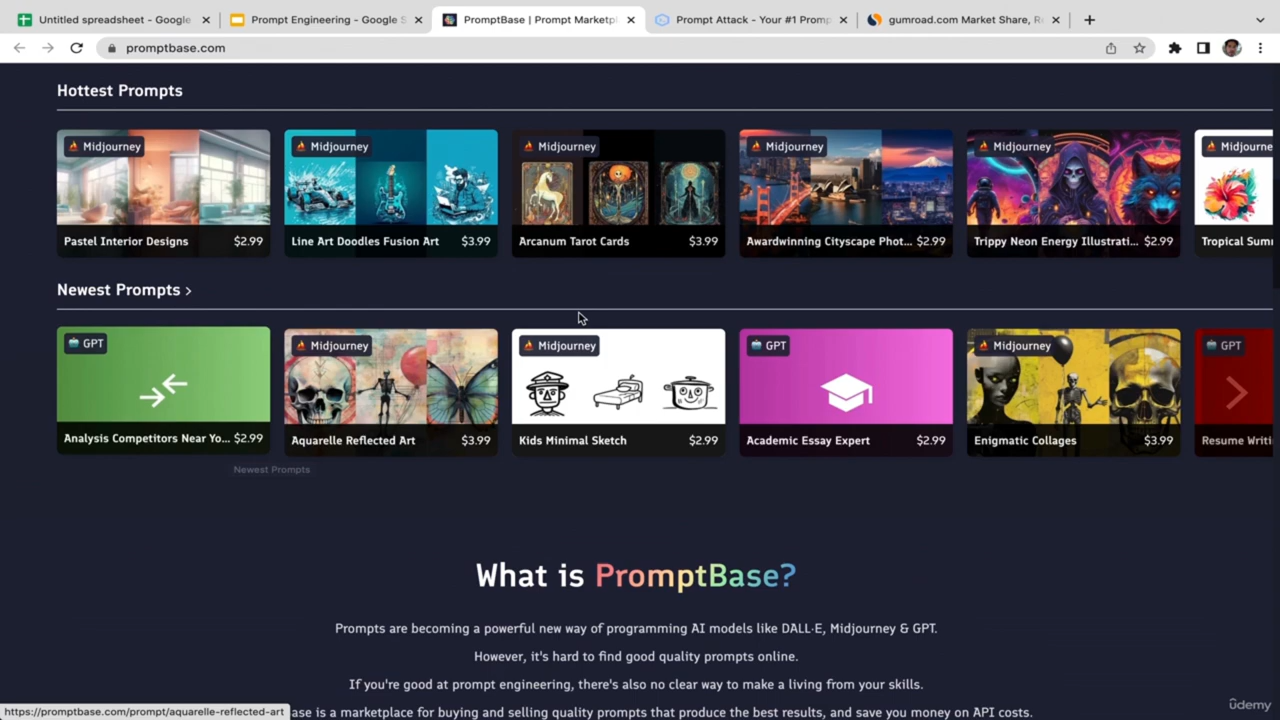 Untitled spreadsheet - Google
Prompt Engineering - Google S
PromptBase | Prompt Marketpl
Prompt Attack - Your #1 Promp
gumroad.com Market Share, Re
promptbase.com
Hottest Prompts
Midjourney
Midjourney
Midjourney
Midjourney
Midjourney
Midjourne
Pastel Interior Designs $2.99
Line Art Doodles Fusion Art $3.99
Arcanum Tarot Cards $3.99
Awardwinning Cityscape Phot... $2.99
Trippy Neon Energy Illustrati... $2.99
Tropical Sum
Newest Prompts >
GPT
Midjourney
Midjourney
GPT
Midjourney
GPT
Analysis Competitors Near Yo... $2.99
Aquarelle Reflected Art $3.99
Kids Minimal Sketch $2.99
Academic Essay Expert $2.99
Enigmatic Collages $3.99
Resume Writi
Newest Prompts
What is PromptBase?
Prompts are becoming a powerful new way of programming AI models like DALL·E, Midjourney & GPT.
However, it's hard to find good quality prompts online.
If you're good at prompt engineering, there's also no clear way to make a living from your skills.
ase is a marketplace for buying and selling quality prompts that produce the best results, and save you money on API costs.
https://promptbase.com/prompt/aquarelle-reflected-art
ûdemy